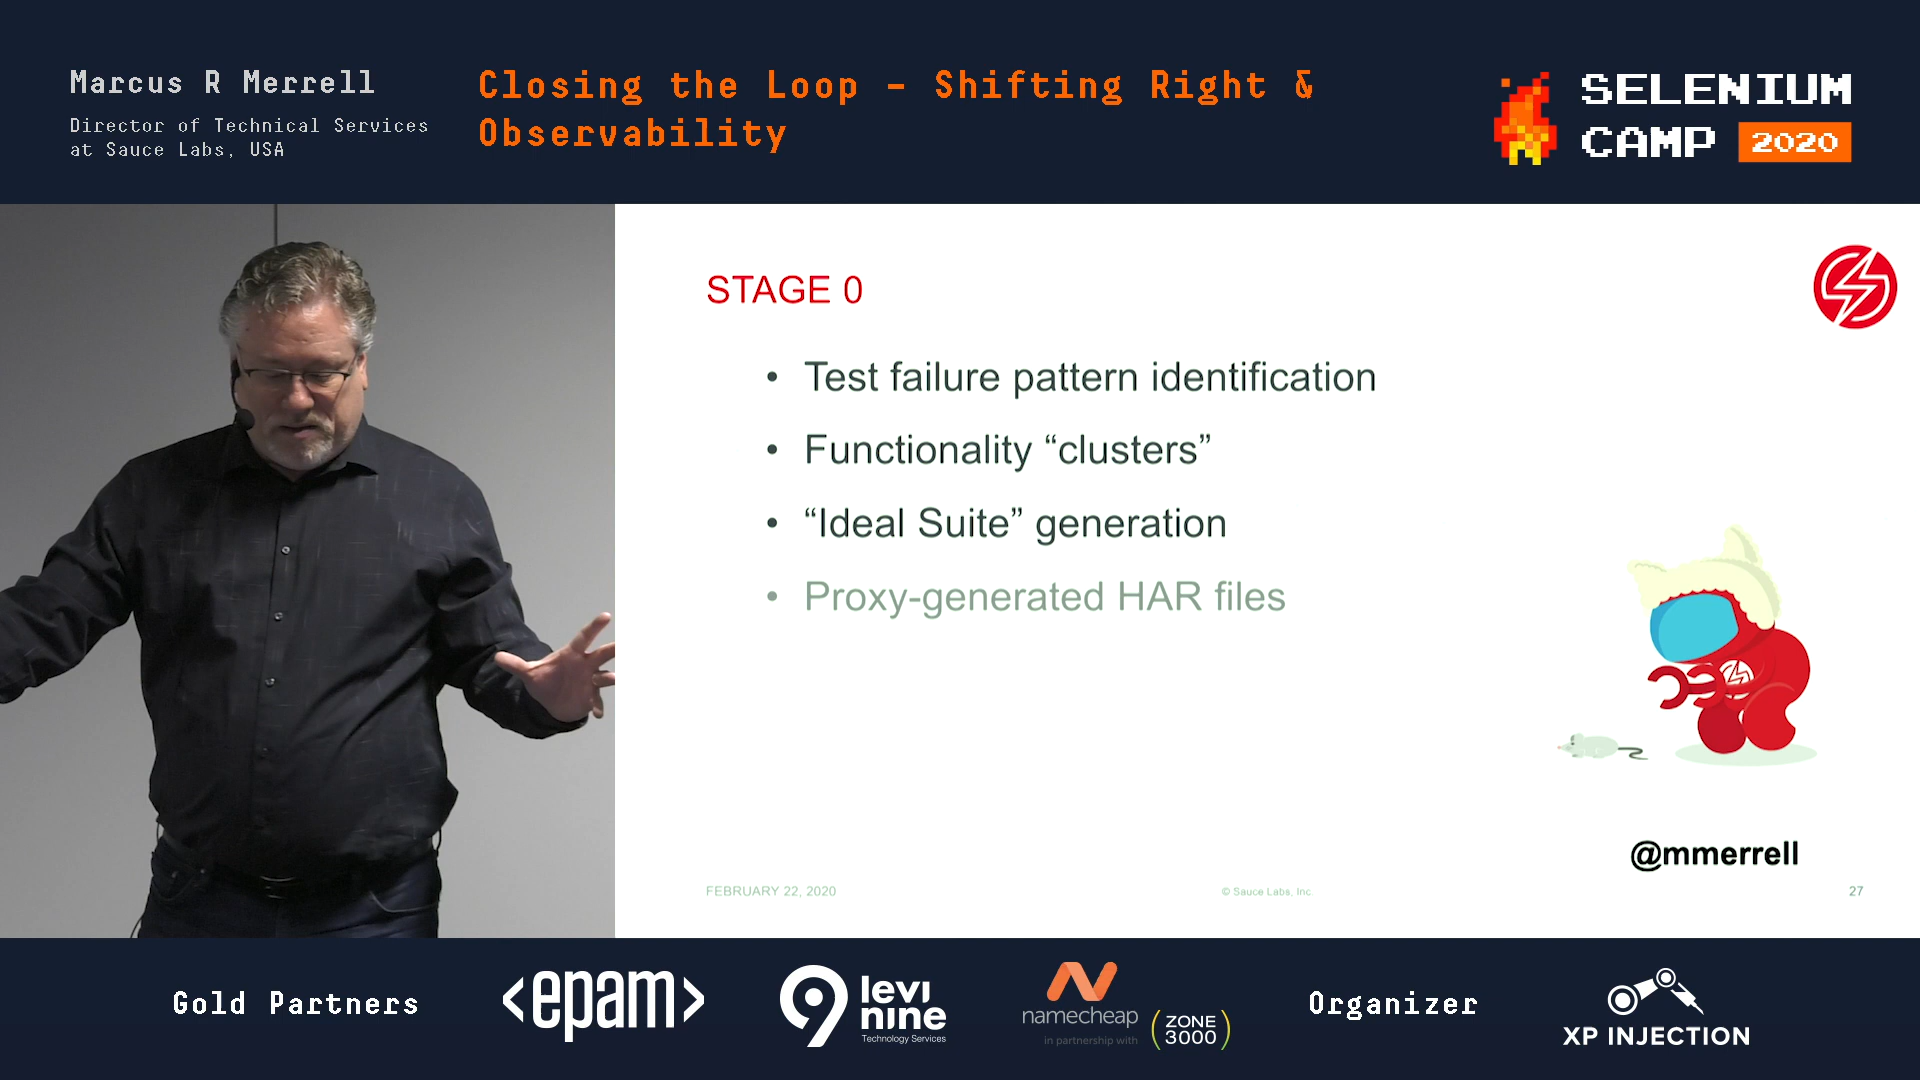 Marcus R Merrell
Director of Technical Services
at Sauce Labs, USA
Closing the Loop – Shifting Right &
Observability
SELENIUM
CAMP 2020
STAGE 0
• Test failure pattern identification
• Functionality “clusters”
• “Ideal Suite” generation
• Proxy-generated HAR files
@mmerrell
FEBRUARY 22, 2020
© Sauce Labs, Inc.
27
Gold Partners
<epam>
levi
nine
Technology Services
namecheap
in partnership with
(ZONE
3000)
Organizer
XP INJECTION